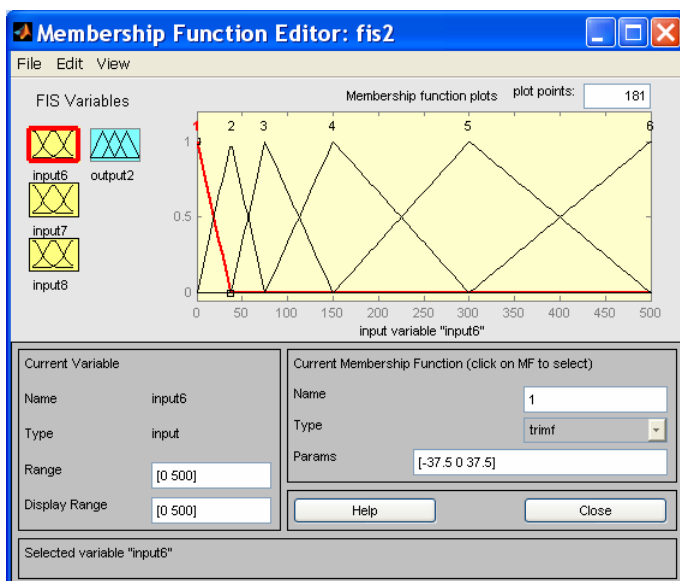 Membership Function Editor: fis2
File Edit View
FIS Variables
input6
output2
input7
input8
Membership function plots
plot points:
181
1 2 3 4 5 6
1
0.5
0
0 50 100 150 200 250 300 350 400 450 500
input variable "input6"
Current Variable
Name input6
Type input
Range [0 500]
Display Range [0 500]
Current Membership Function (click on MF to select)
Name 1
Type trimf
Params [-37.5 0 37.5]
Help Close
Selected variable "input6"